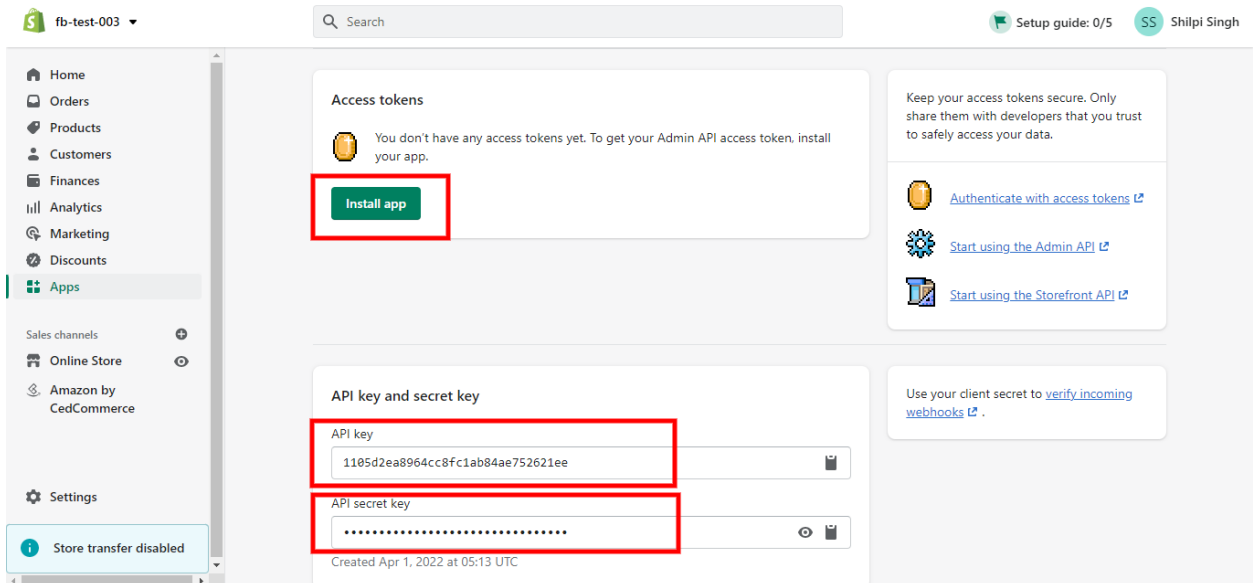 fb-test-003
Search
Setup guide: 0/5
SS
Shilpi Singh
Home
Orders
Products
Customers
Finances
Analytics
Marketing
Discounts
Apps
Sales channels
Online Store
Amazon by
CedCommerce
Settings
Store transfer disabled
Access tokens
You don't have any access tokens yet. To get your Admin API access token, install
your app.
Install app
Keep your access tokens secure. Only
share them with developers that you trust
to safely access your data.
Authenticate with access tokens
Start using the Admin API
Start using the Storefront API
API key and secret key
API key
1105d2ea8964cc8fc1ab84ae752621ee
API secret key
••••••••••••••••••••••••••••••••
Created Apr 1, 2022 at 05:13 UTC
Use your client secret to verify incoming
webhooks .